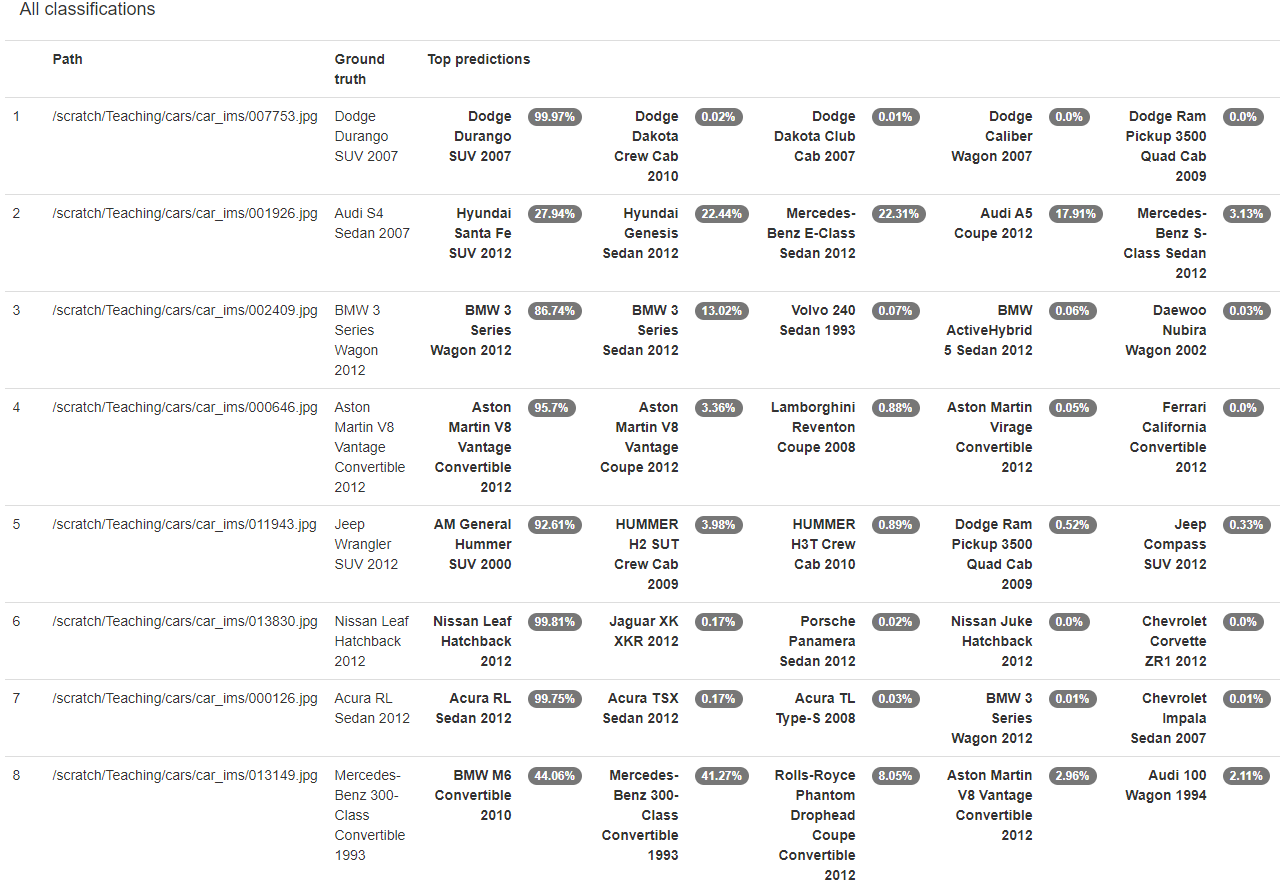 All classifications
Path Ground truth Top predictions
1 /scratch/Teaching/cars/car_ims/007753.jpg Dodge Durango SUV 2007 Dodge Durango SUV 2007 99.97% Dodge Dakota Crew Cab 2010 0.02% Dodge Dakota Club Cab 2007 0.01% Dodge Caliber Wagon 2007 0.0% Dodge Ram Pickup 3500 Quad Cab 2009 0.0%
2 /scratch/Teaching/cars/car_ims/001926.jpg Audi S4 Sedan 2007 Hyundai Santa Fe SUV 2012 27.94% Hyundai Genesis Sedan 2012 22.44% Mercedes-Benz E-Class Sedan 2012 22.31% Audi A5 Coupe 2012 17.91% Mercedes-Benz S-Class Sedan 2012 3.13%
3 /scratch/Teaching/cars/car_ims/002409.jpg BMW 3 Series Wagon 2012 BMW 3 Series Wagon 2012 86.74% BMW 3 Series Sedan 2012 13.02% Volvo 240 Sedan 1993 0.07% BMW ActiveHybrid 5 Sedan 2012 0.06% Daewoo Nubira Wagon 2002 0.03%
4 /scratch/Teaching/cars/car_ims/000646.jpg Aston Martin V8 Vantage Convertible 2012 Aston Martin V8 Vantage Convertible 2012 95.7% Aston Martin V8 Vantage Coupe 2012 3.36% Lamborghini Reventon Coupe 2008 0.88% Aston Martin Virage Convertible 2012 0.05% Ferrari California Convertible 2012 0.0%
5 /scratch/Teaching/cars/car_ims/011943.jpg Jeep Wrangler SUV 2012 AM General Hummer SUV 2000 92.61% HUMMER H2 SUT Crew Cab 2009 3.98% HUMMER H3T Crew Cab 2010 0.89% Dodge Ram Pickup 3500 Quad Cab 2009 0.52% Jeep Compass SUV 2012 0.33%
6 /scratch/Teaching/cars/car_ims/013830.jpg Nissan Leaf Hatchback 2012 Nissan Leaf Hatchback 2012 99.81% Jaguar XK XKR 2012 0.17% Porsche Panamera Sedan 2012 0.02% Nissan Juke Hatchback 2012 0.0% Chevrolet Corvette ZR1 2012 0.0%
7 /scratch/Teaching/cars/car_ims/000126.jpg Acura RL Sedan 2012 Acura RL Sedan 2012 99.75% Acura TSX Sedan 2012 0.17% Acura TL Type-S 2008 0.03% BMW 3 Series Wagon 2012 0.01% Chevrolet Impala Sedan 2007 0.01%
8 /scratch/Teaching/cars/car_ims/013149.jpg Mercedes-Benz 300-Class Convertible 1993 BMW M6 Convertible 2010 44.06% Mercedes-Benz 300-Class Convertible 1993 41.27% Rolls-Royce Phantom Drophead Coupe Convertible 2012 8.05% Aston Martin V8 Vantage Convertible 2012 2.96% Audi 100 Wagon 1994 2.11%